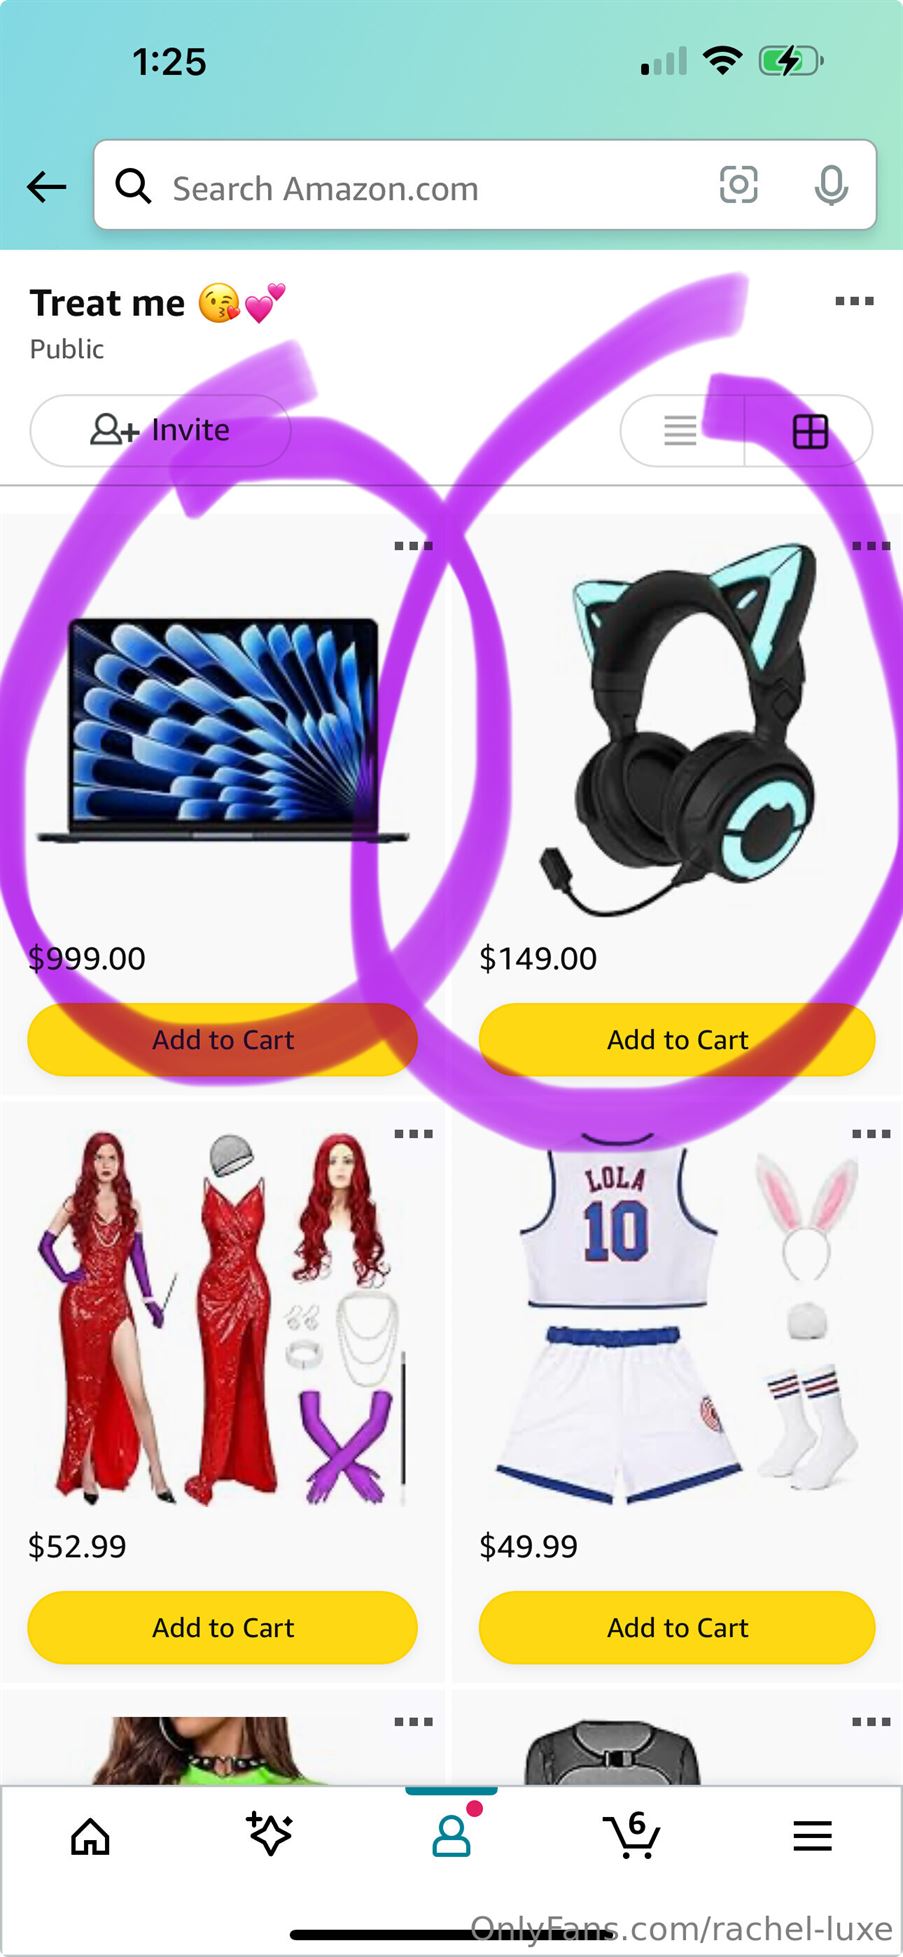 1:25
Search Amazon.com
Treat me 😘💕
Public
Invite
$999.00
$149.00
Add to Cart
Add to Cart
LOLA
10
$52.99
$49.99
Add to Cart
Add to Cart
6
OnlyFans.com/rachel-luxe